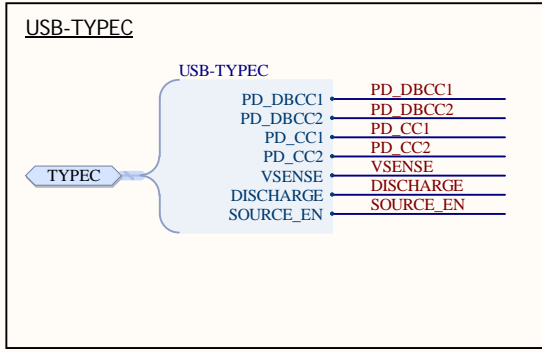 USB-TYPEC
USB-TYPEC
PD_DBCC1 PD_DBCC1
PD_DBCC2 PD_DBCC2
PD_CC1 PD_CC1
PD_CC2 PD_CC2
TYPEC VSENSE VSENSE
DISCHARGE DISCHARGE
SOURCE_EN SOURCE_EN